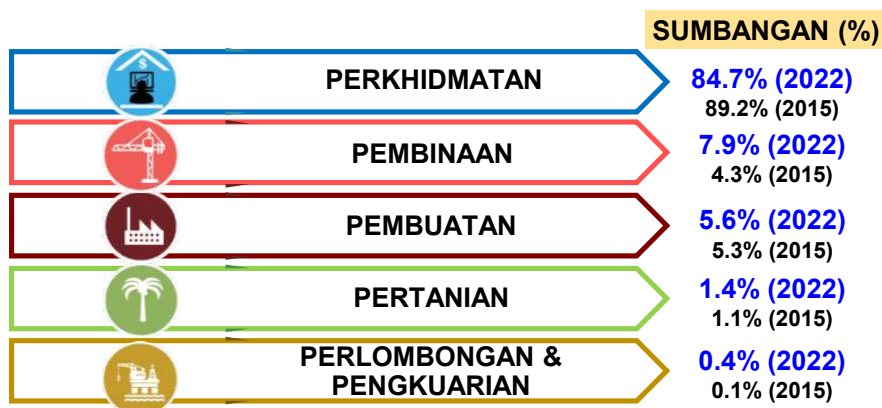 SUMBANGAN (%)
PERKHIDMATAN
84.7% (2022)
89.2% (2015)
PEMBINAAN
7.9% (2022)
4.3% (2015)
PEMBUATAN
5.6% (2022)
5.3% (2015)
PERTANIAN
1.4% (2022)
1.1% (2015)
PERLOMBONGAN &
PENGKUARIAN
0.4% (2022)
0.1% (2015)